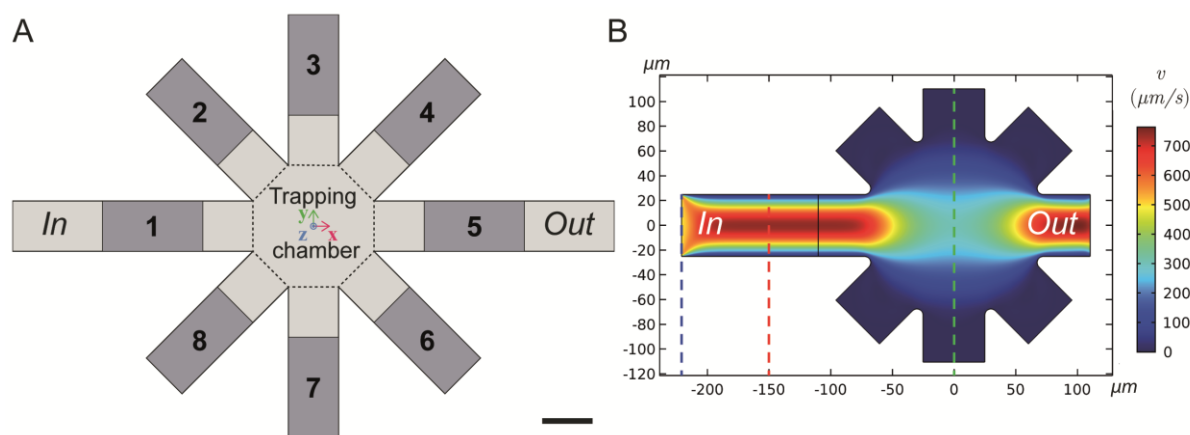 A
3
2
4
Trapping
In
1
y
z
x
5
Out
chamber
8
6
7
B
μm
100
80
60
40
20
0
-20
-40
-60
-80
-100
-120
In
Out
-200
-150
-100
-50
0
50
100
μm
v
(μm/s)
700
600
500
400
300
200
100
0